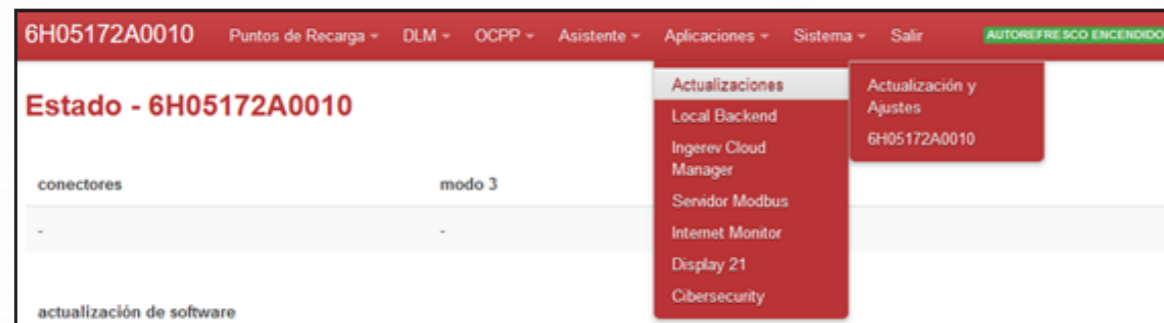 6H05172A0010 Puntos de Recarga DLM OCPP Asistente Aplicaciones Sistema Salir AUTOREFRESCO ENCENDIDO
Estado - 6H05172A0010
Actualizaciones
Local Backend
Ingerev Cloud
Manager
Servidor Modbus
Internet Monitor
Display 21
Cibersecurity
Actualización y
Ajustes
6H05172A0010
conectores modo 3
- -
actualización de software